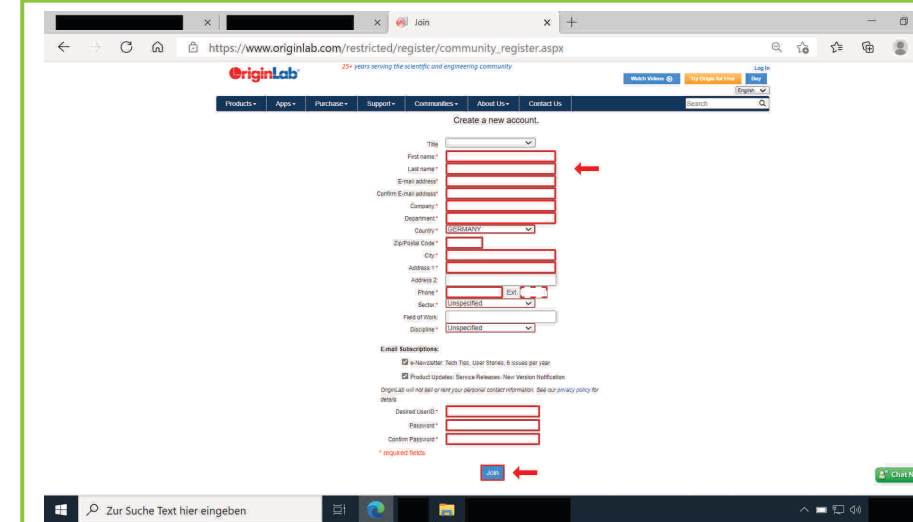 Join
https://www.originlab.com/restricted/register/community_register.aspx
OriginLab
25+ years serving the scientific and engineering community
Log In
Watch Videos
Try Origin for Free
Buy
English
Products
Apps
Purchase
Support
Communities
About Us
Contact Us
Search
Create a new account.
Title
First name:*
Last name:*
E-mail address*
Confirm E-mail address*
Company:*
Department:*
Country:* GERMANY
Zip/Postal Code:*
City:*
Address 1:*
Address 2:
Phone:* Ext.
Sector:* Unspecified
Field of Work:
Discipline:* Unspecified
E-mail Subscriptions:
e-Newsletter: Tech Tips, User Stories; 6 issues per year.
Product Updates: Service Releases; New Version Notification
OriginLab will not sell or rent your personal contact information. See our privacy policy for
details.
Desired UserID:*
Password:*
Confirm Password:*
* required fields
Join
Chat N
Zur Suche Text hier eingeben